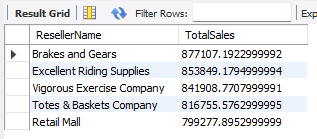 Result Grid Filter Rows: Exp
ResellerName TotalSales
Brakes and Gears 877107.1922999992
Excellent Riding Supplies 853849.1794999994
Vigorous Exercise Company 841908.7707999991
Totes & Baskets Company 816755.5762999995
Retail Mall 799277.8952999999